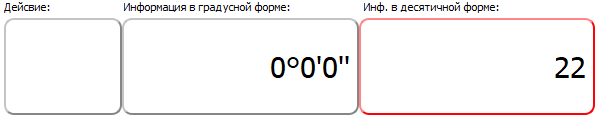 Дейсвие: Информация в градусной форме: Инф. в десятичной форме:
0°0'0" 22